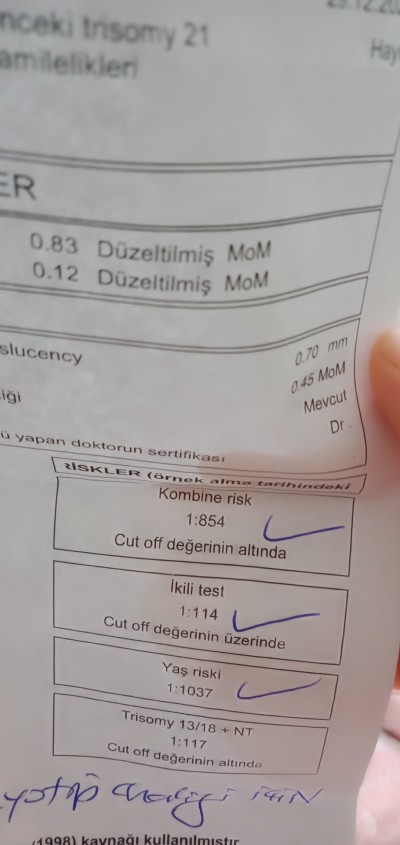 nceki trisomy 21
amilelikleri
ER
0.83 Düzeltilmiş MoM
0.12 Düzeltilmiş MoM
slucency 0.70 mm
0.45 MoM
iği Mevcut
Dr.
ü yapan doktorun sertifikası
RİSKLER (örnek alma tarihindeki
Kombine risk
1:854
Cut off değerinin altında
İkili test
1:114
Cut off değerinin üzerinde
Yaş riski
1:1037
Trisomy 13/18 + NT
1:117
Cut off değerinin altında
için
(1998) kaynağı kullanılmıştır